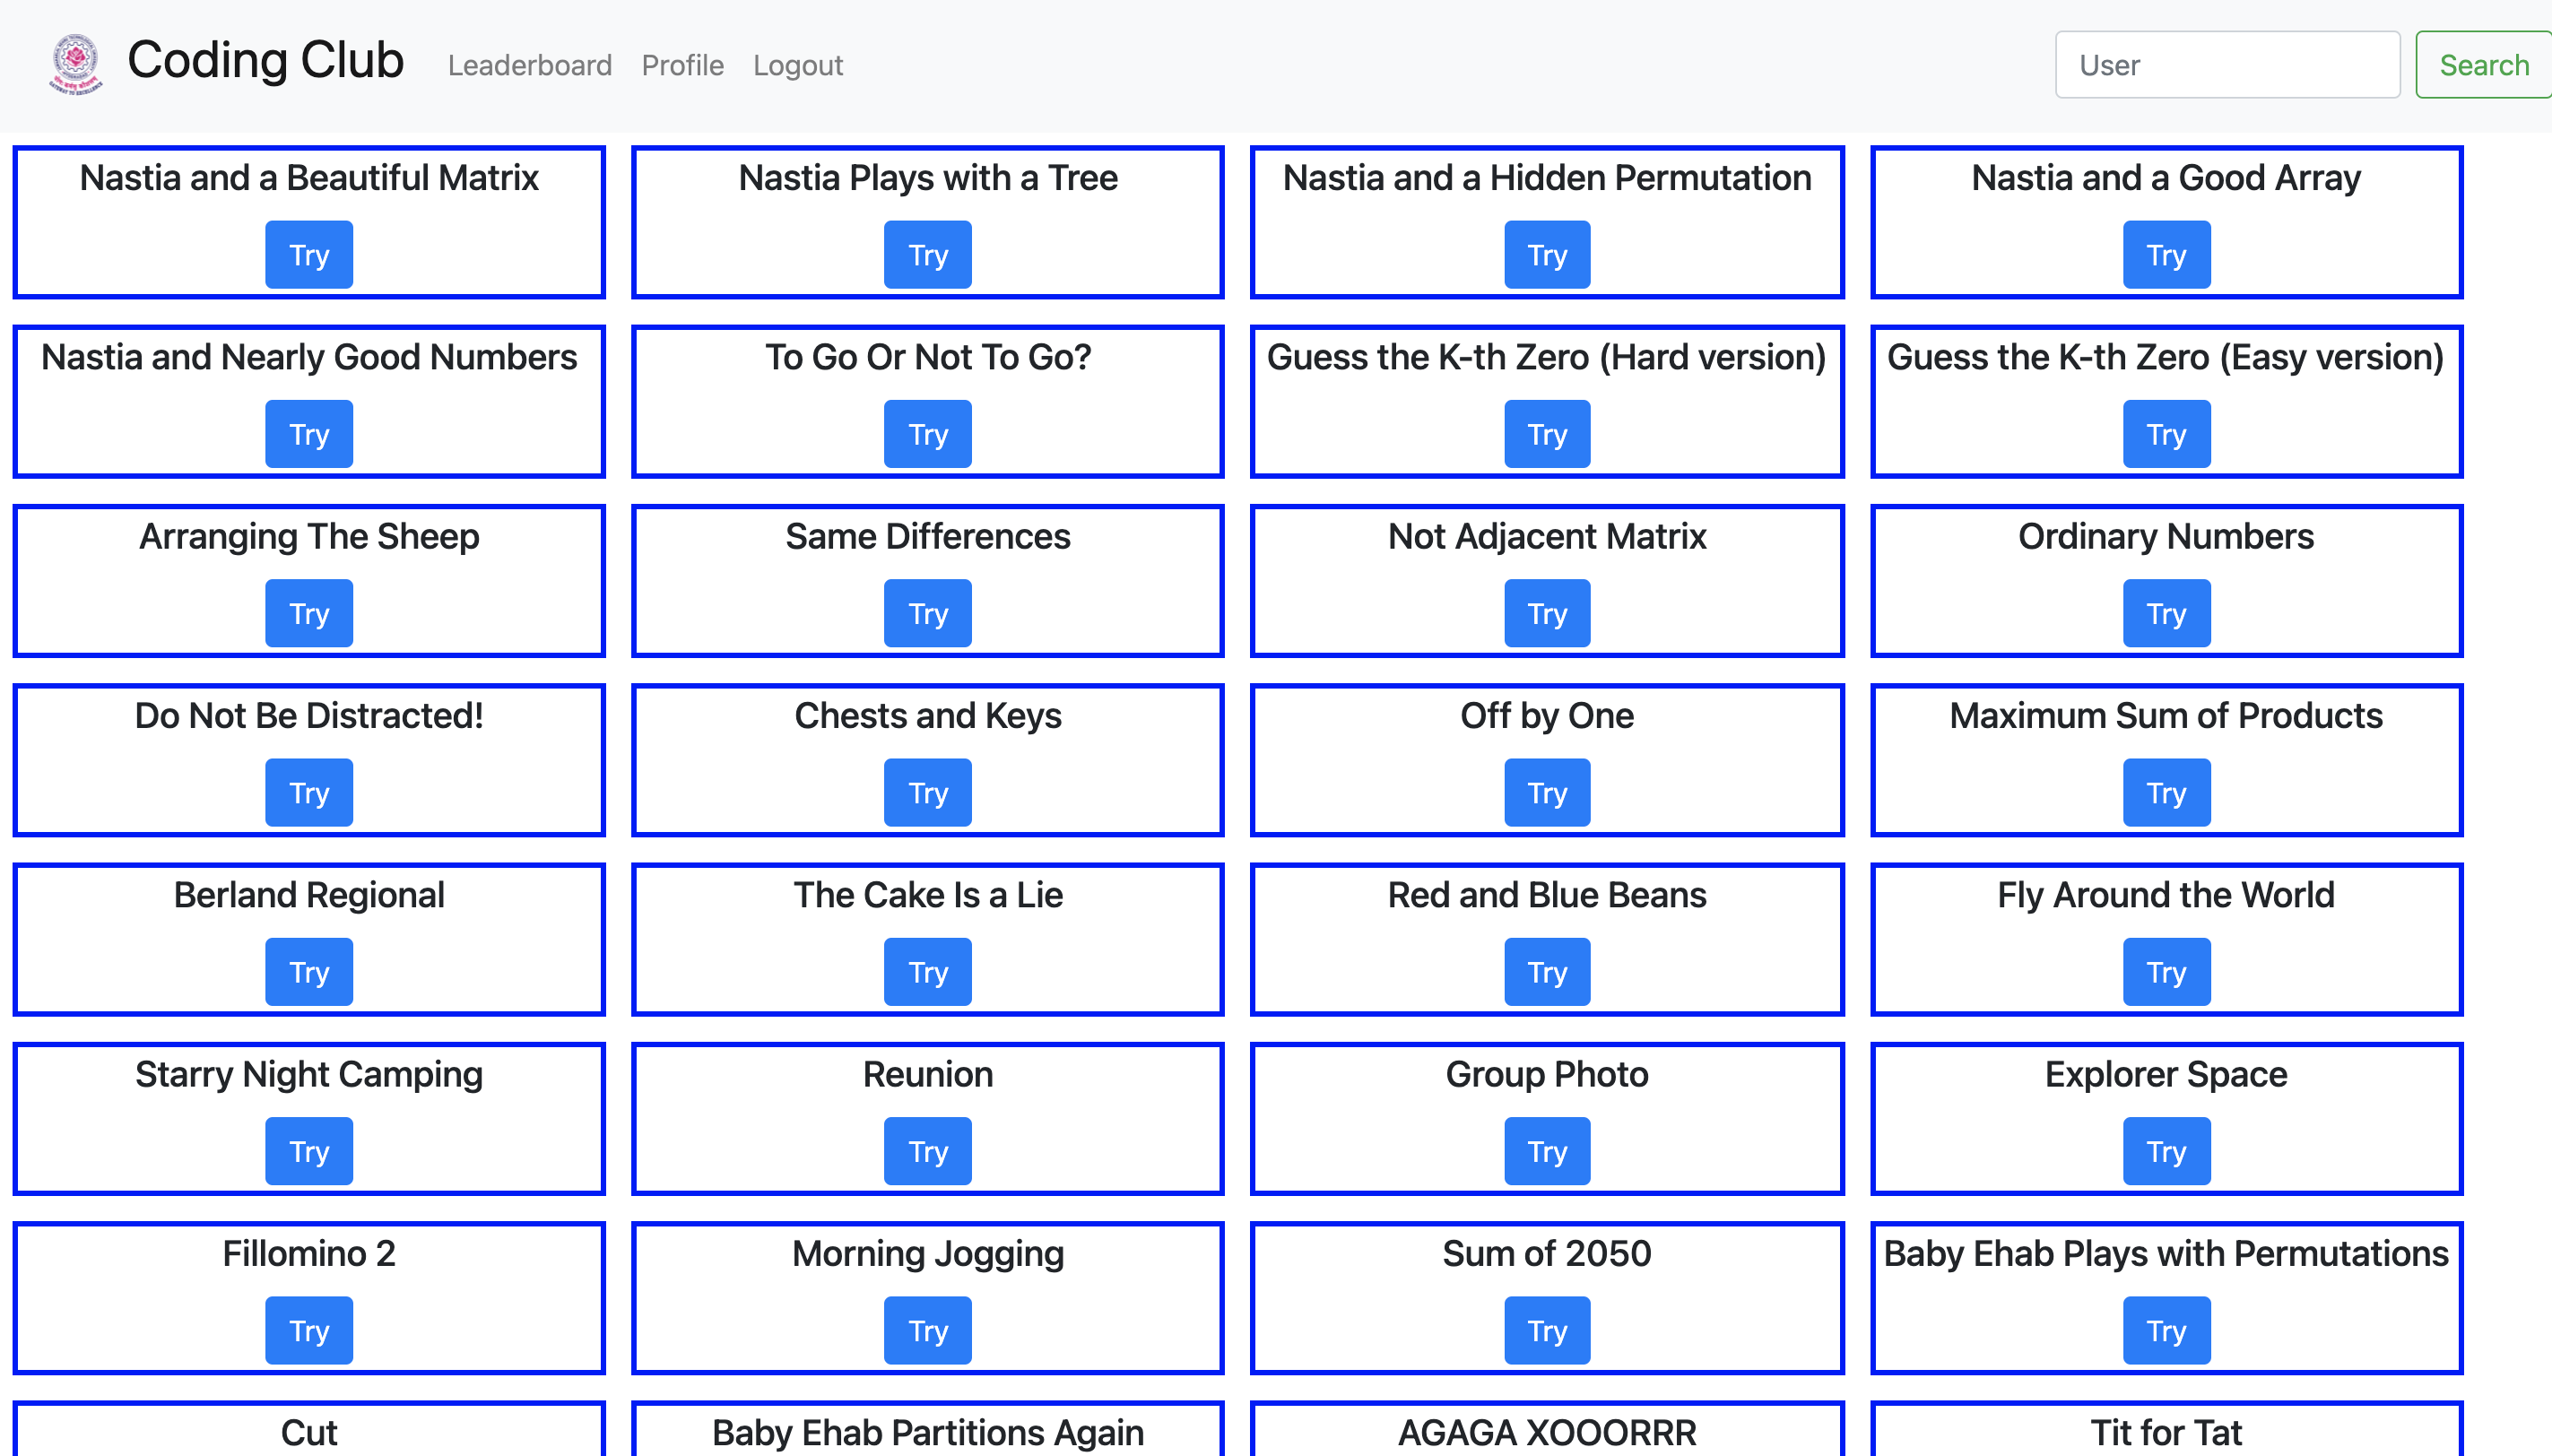 Coding Club Leaderboard Profile Logout User Search
Nastia and a Beautiful Matrix
Try
Nastia Plays with a Tree
Try
Nastia and a Hidden Permutation
Try
Nastia and a Good Array
Try
Nastia and Nearly Good Numbers
Try
To Go Or Not To Go?
Try
Guess the K-th Zero (Hard version)
Try
Guess the K-th Zero (Easy version)
Try
Arranging The Sheep
Try
Same Differences
Try
Not Adjacent Matrix
Try
Ordinary Numbers
Try
Do Not Be Distracted!
Try
Chests and Keys
Try
Off by One
Try
Maximum Sum of Products
Try
Berland Regional
Try
The Cake Is a Lie
Try
Red and Blue Beans
Try
Fly Around the World
Try
Starry Night Camping
Try
Reunion
Try
Group Photo
Try
Explorer Space
Try
Fillomino 2
Try
Morning Jogging
Try
Sum of 2050
Try
Baby Ehab Plays with Permutations
Try
Cut
Baby Ehab Partitions Again
AGAGA XOOORRR
Tit for Tat